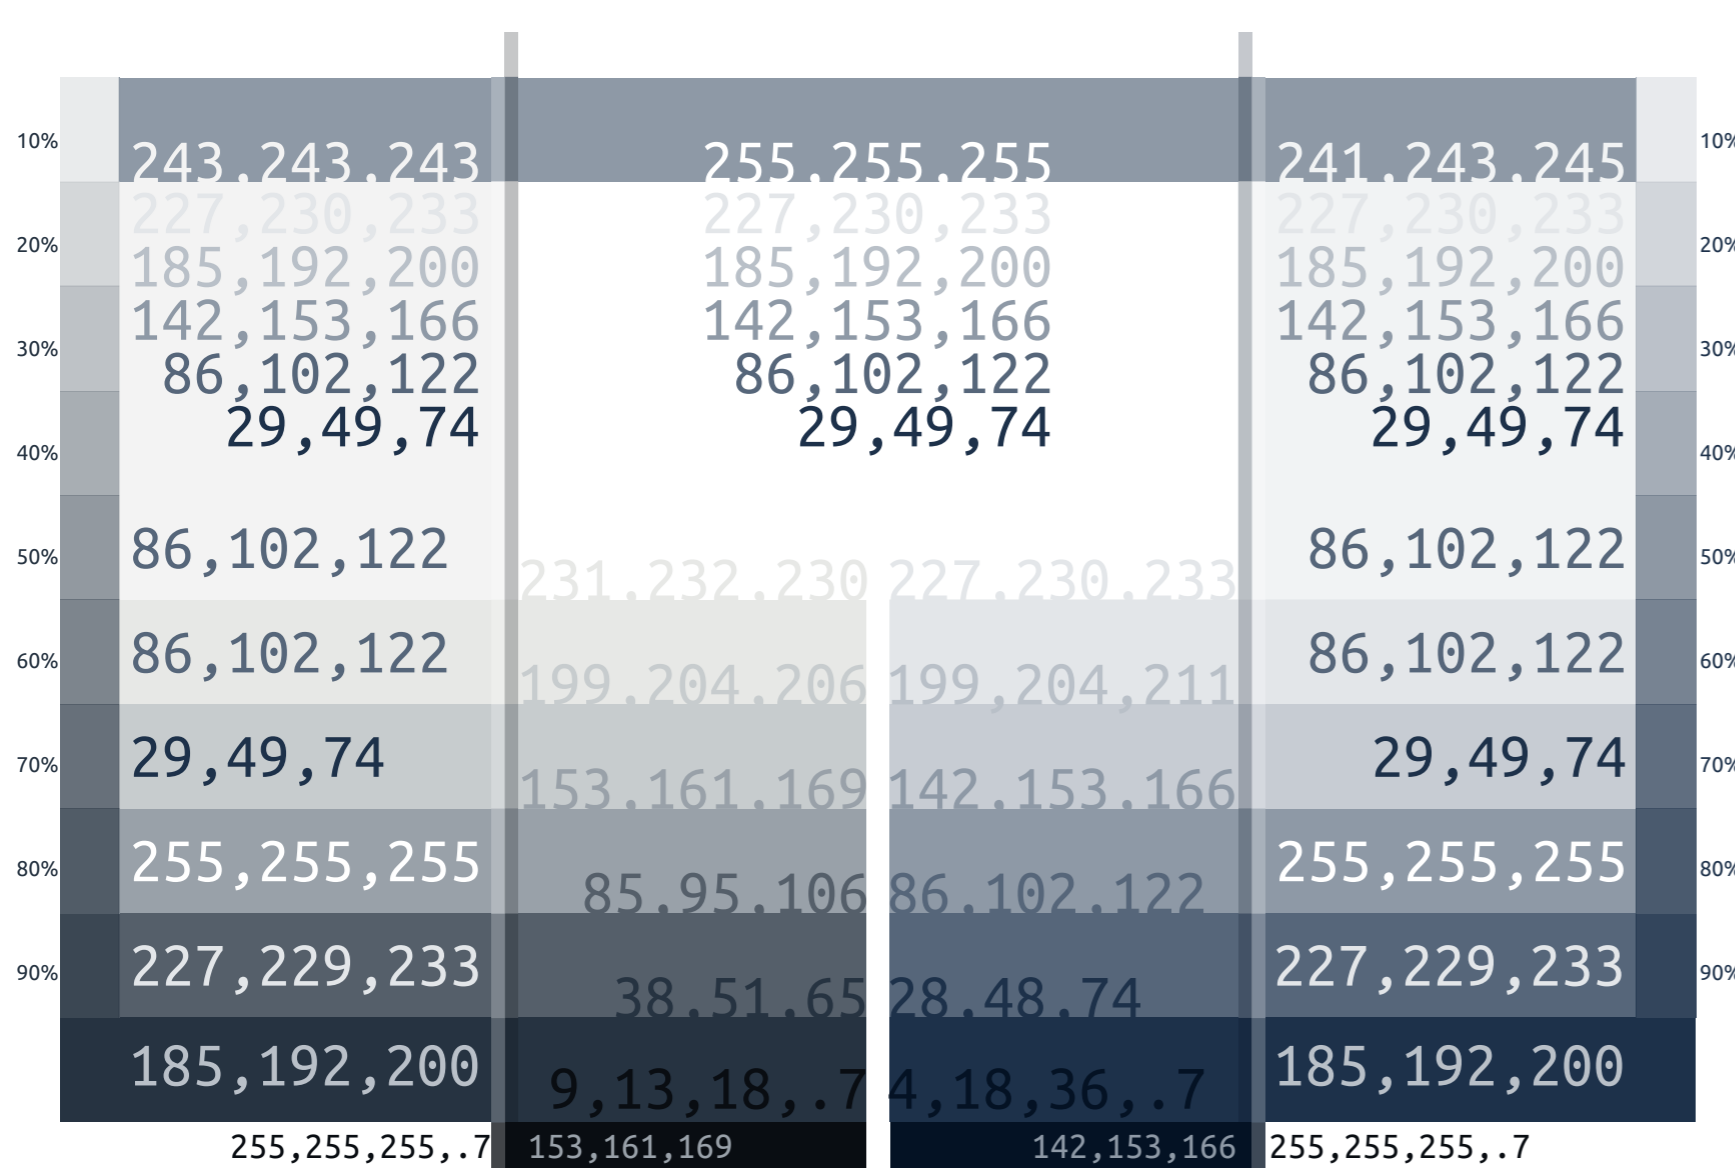 10% 243.243.243 255.255.255 241.243.245 10%
227,230,233 227,230,233 227,230,233
20% 185,192,200 185,192,200 185,192,200 20%
142,153,166 142,153,166 142,153,166
30% 86,102,122 86,102,122 86,102,122 30%
29,49,74 29,49,74 29,49,74
40% 40%
50% 86,102,122 86,102,122 50%
231.232.230 227.230.233
60% 86,102,122 86,102,122 60%
199.204.206 199,204,211
70% 29,49,74 29,49,74 70%
153.161.169 142.153.166
80% 255,255,255 255,255,255 80%
85.95.106 86.102.122
90% 227,229,233 227,229,233 90%
38.51.65 28.48.74
185,192,200 185,192,200
9,13,18,.7 4,18,36,.7
255,255,255,.7 153,161,169 142,153,166 255,255,255,.7